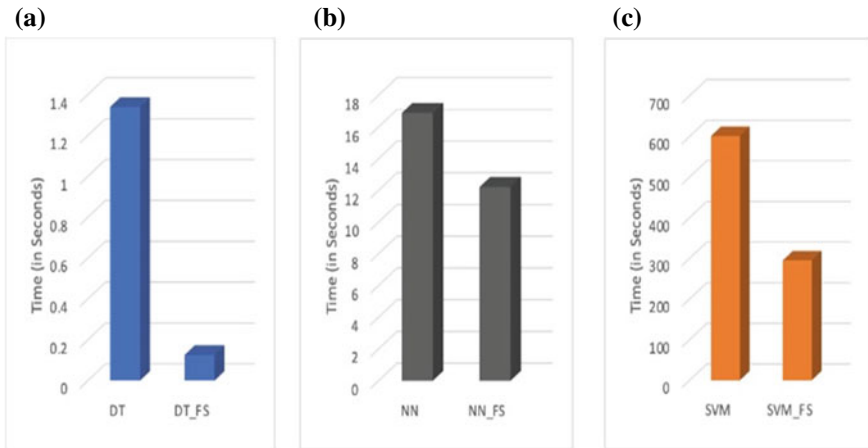 (a)
Time (in Seconds)
1.4
1.2
1
0.8
0.6
0.4
0.2
0
DT
DT_FS
(b)
Time (in Seconds)
18
16
14
12
10
8
6
4
2
0
NN
NN_FS
(c)
Time (in Seconds)
700
600
500
400
300
200
100
0
SVM
SVM_FS